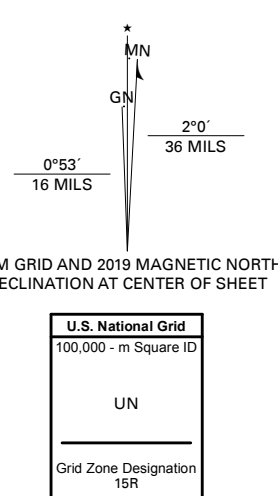 ★
MN
GN
2°0´
36 MILS
0°53´
16 MILS
M GRID AND 2019 MAGNETIC NORTH
ECLINATION AT CENTER OF SHEET
U.S. National Grid
100,000 - m Square ID
UN
Grid Zone Designation
15R